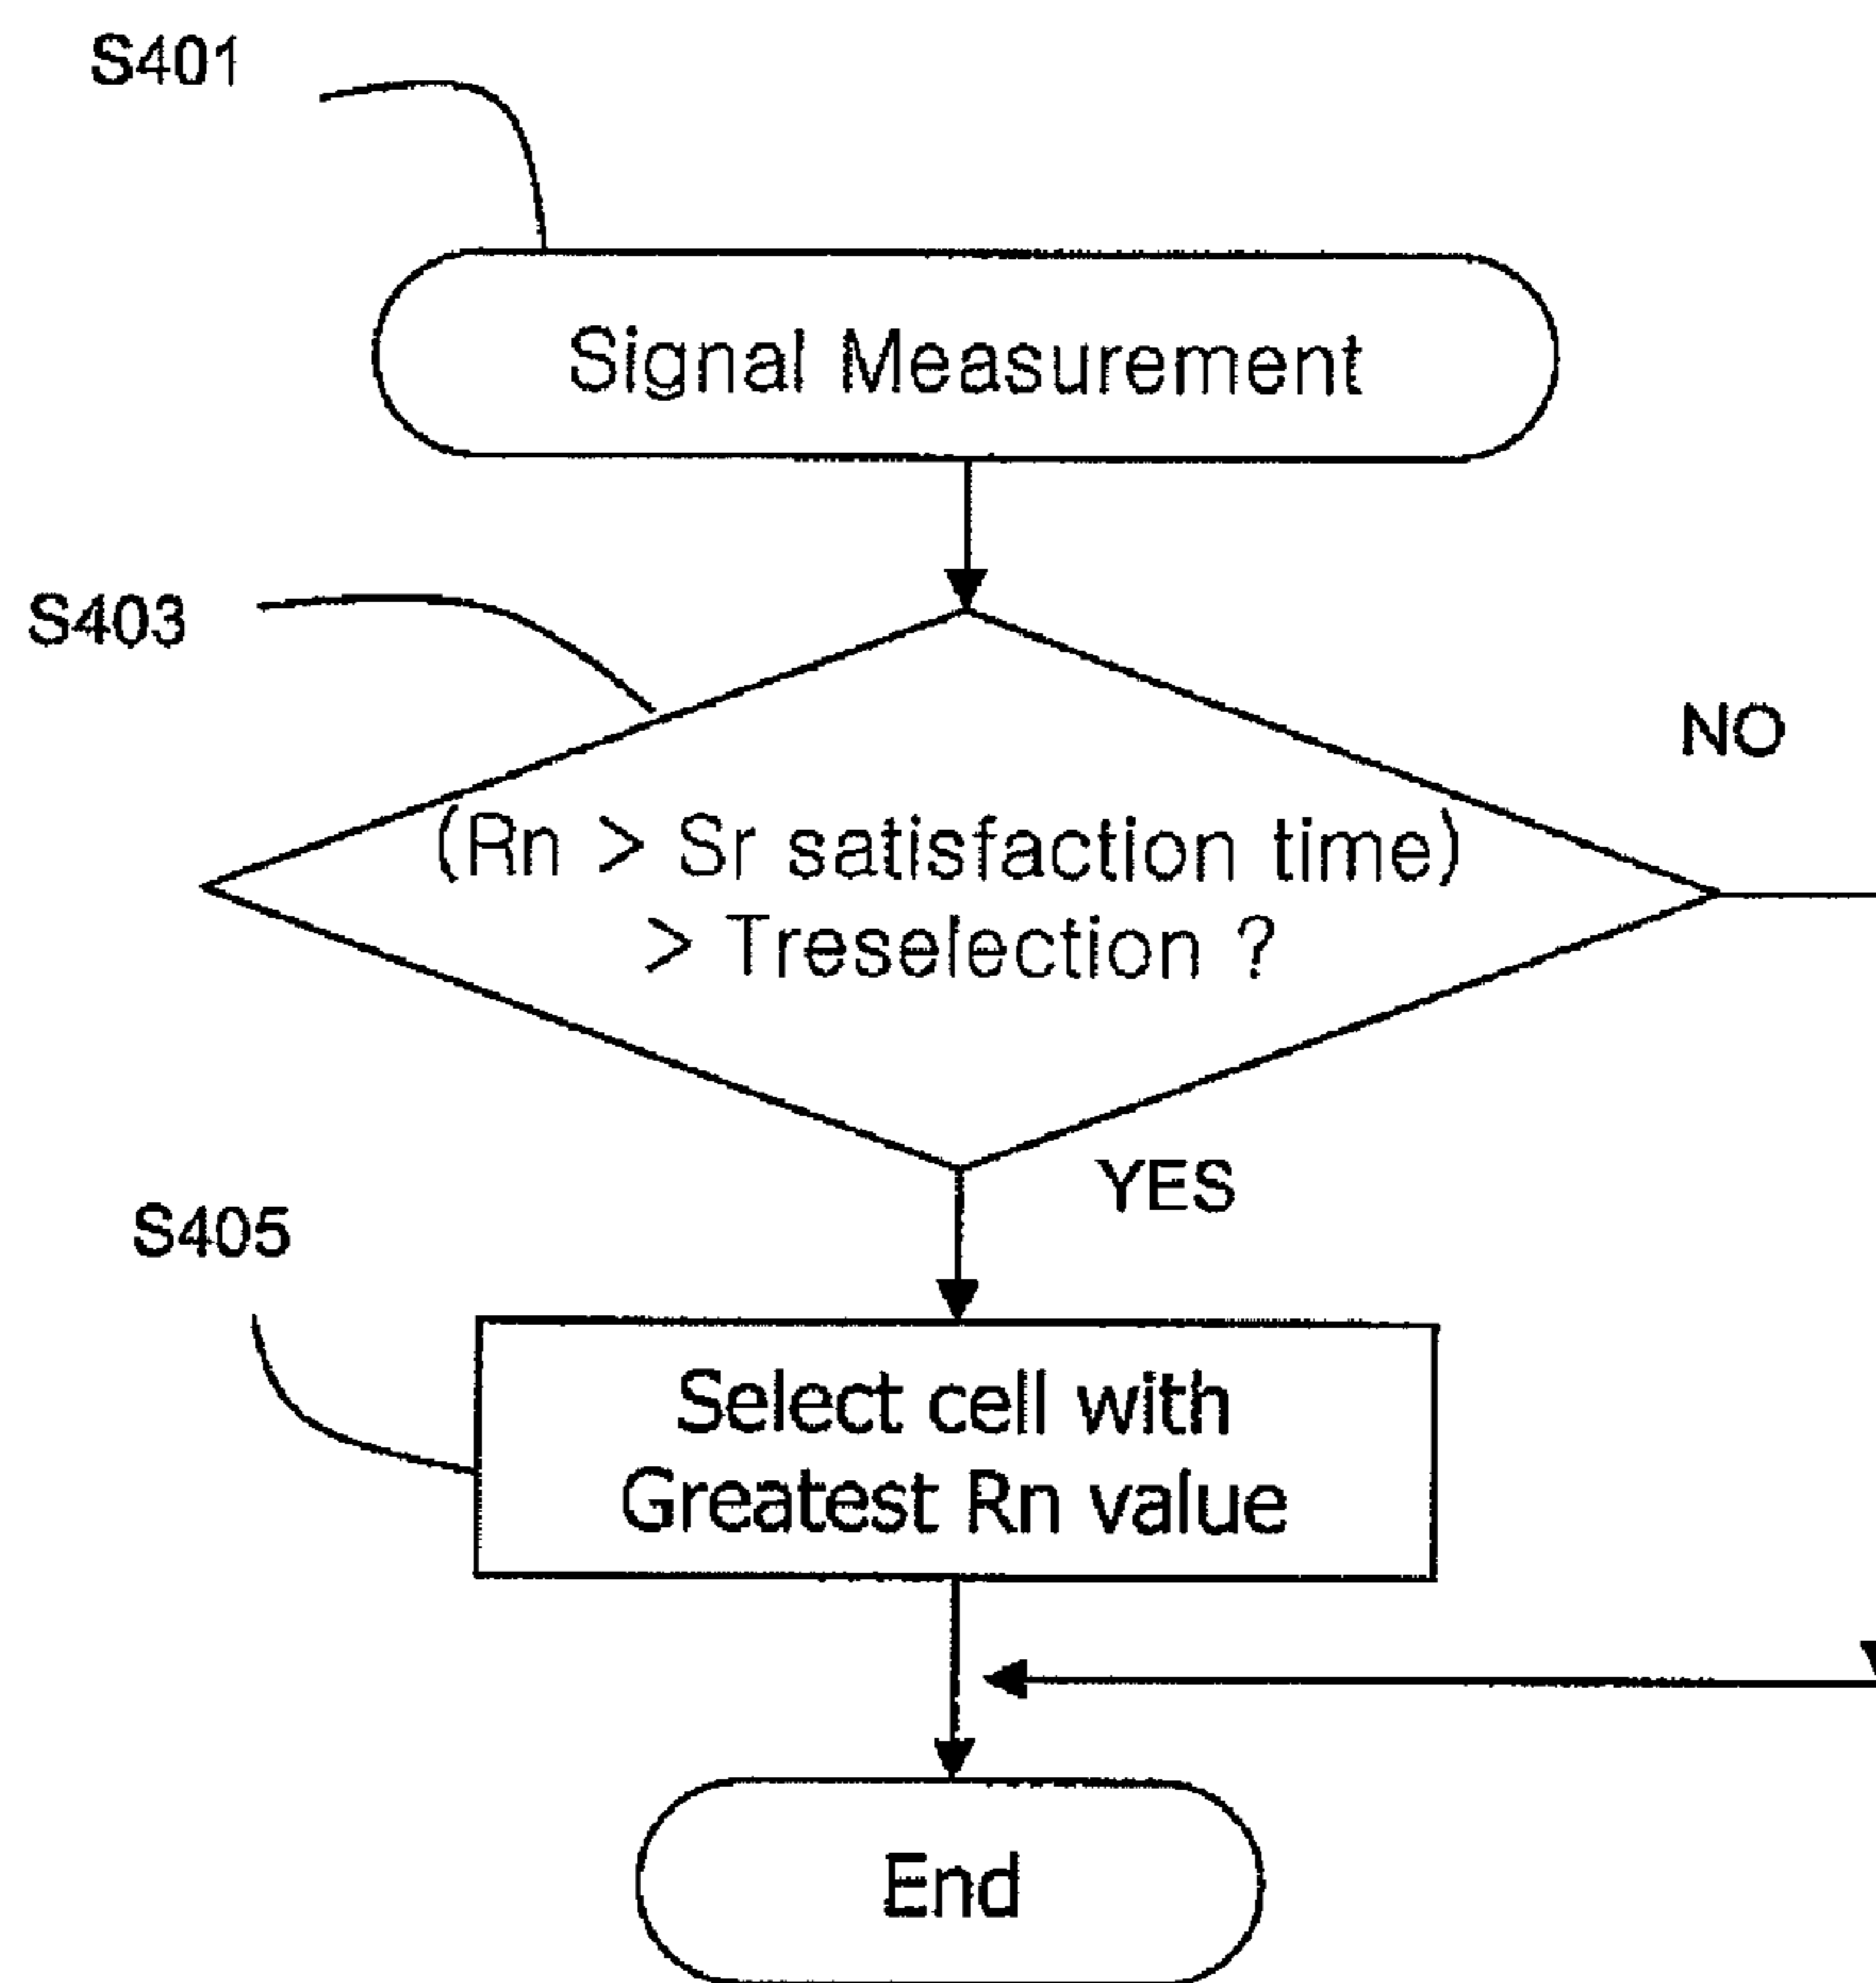 S401
Signal Measurement
S403
NO
(Rn > Sr satisfaction time)
> Treselection ?
YES
S405
Select cell with
Greatest Rn value
End